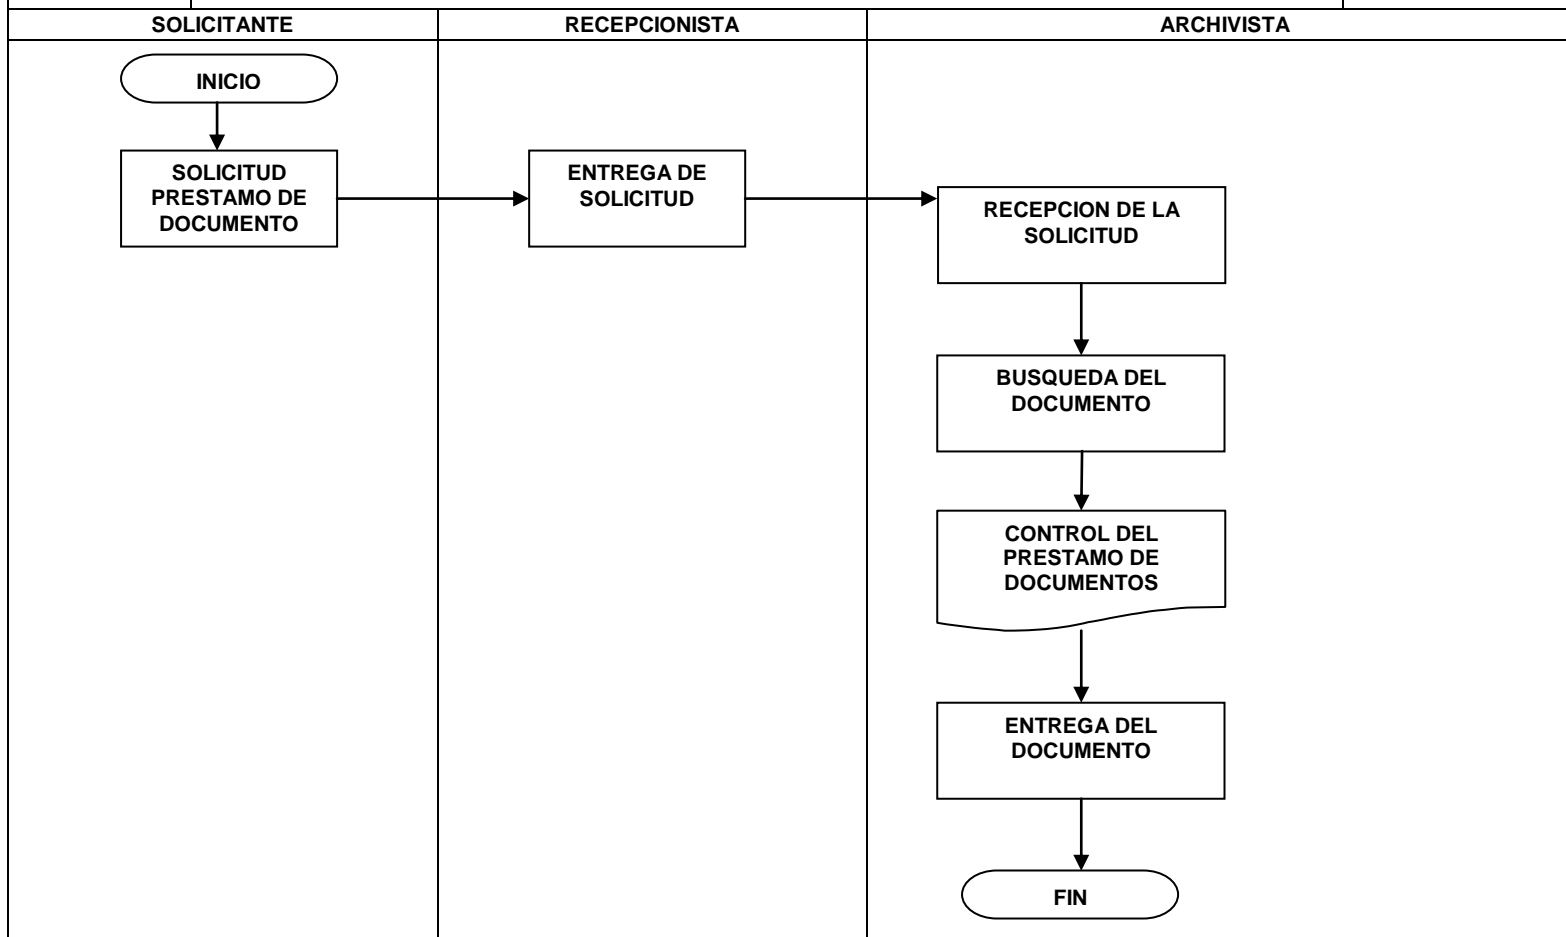 SOLICITANTE
RECEPCIONISTA
ARCHIVISTA
INICIO
SOLICITUD
PRESTAMO DE
DOCUMENTO
ENTREGA DE
SOLICITUD
RECEPCION DE LA
SOLICITUD
BUSQUEDA DEL
DOCUMENTO
CONTROL DEL
PRESTAMO DE
DOCUMENTOS
ENTREGA DEL
DOCUMENTO
FIN